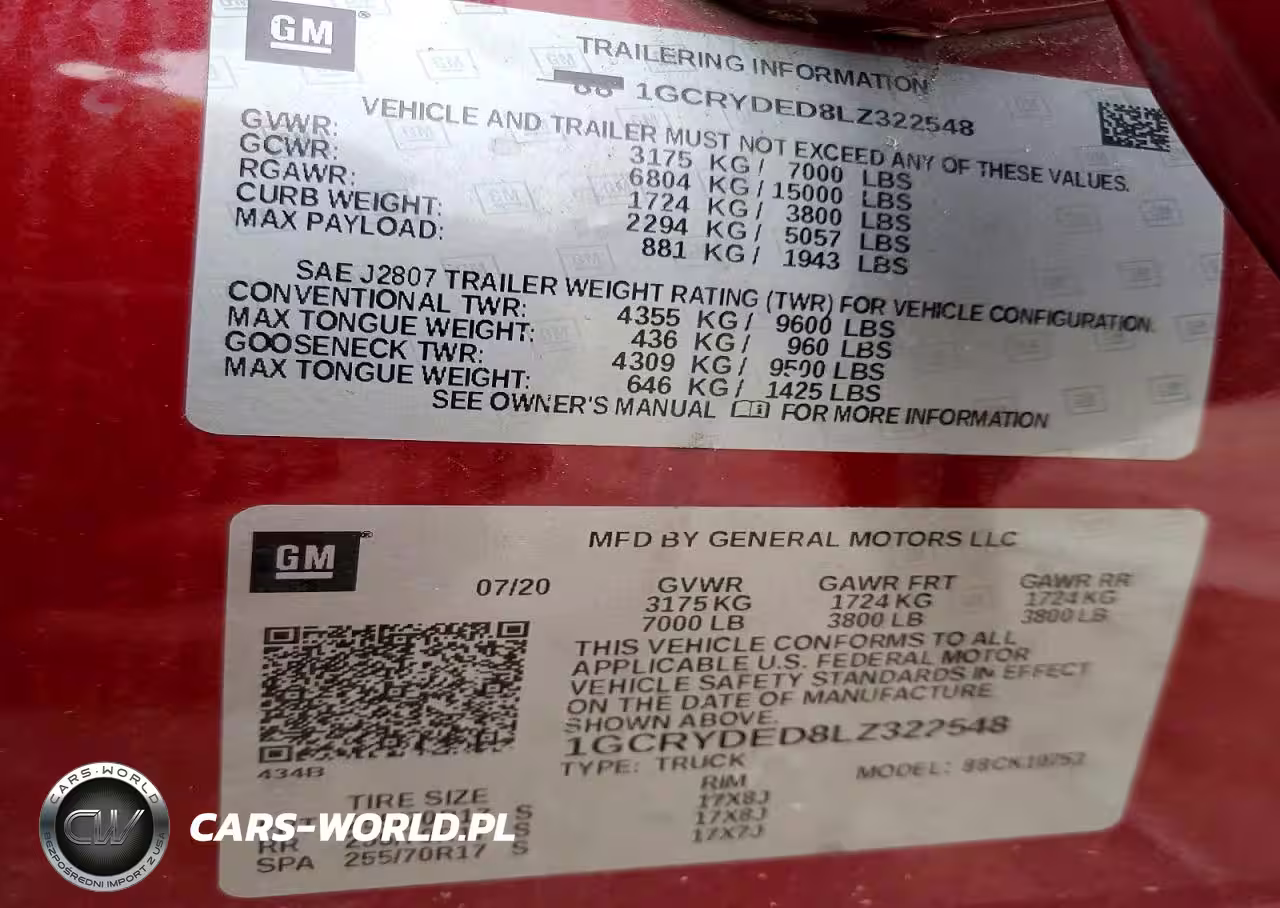 GM
TRAILERING INFORMATION
1GCRYDED8LZ322548
VEHICLE AND TRAILER MUST NOT EXCEED ANY OF THESE VALUES.
GVWR: 3175 KG / 7000 LBS
GCWR: 6804 KG / 15000 LBS
RGAWR: 1724 KG / 3800 LBS
CURB WEIGHT: 2294 KG / 5057 LBS
MAX PAYLOAD: 881 KG / 1943 LBS
SAE J2807 TRAILER WEIGHT RATING (TWR) FOR VEHICLE CONFIGURATION.
CONVENTIONAL TWR: 4355 KG / 9600 LBS
MAX TONGUE WEIGHT: 436 KG / 960 LBS
GOOSENECK TWR: 4309 KG / 9500 LBS
MAX TONGUE WEIGHT: 646 KG / 1425 LBS
SEE OWNER'S MANUAL FOR MORE INFORMATION
GM
MFD BY GENERAL MOTORS LLC
07/20 GVWR GAWR FRT GAWR RR
3175 KG 1724 KG 1724 KG
7000 LB 3800 LB 3800 LB
THIS VEHICLE CONFORMS TO ALL
APPLICABLE U.S. FEDERAL MOTOR
VEHICLE SAFETY STANDARDS IN EFFECT
ON THE DATE OF MANUFACTURE
SHOWN ABOVE.
1GCRYDED8LZ322548
434B
TYPE: TRUCK MODEL:
TIRE SIZE RIM
S 17X8J
RR S 17X8J
SPA 255/70R17 S 17X7J
CARS-WORLD
CW
BEZPOŚREDNI IMPORT Z USA
CARS-WORLD.PL